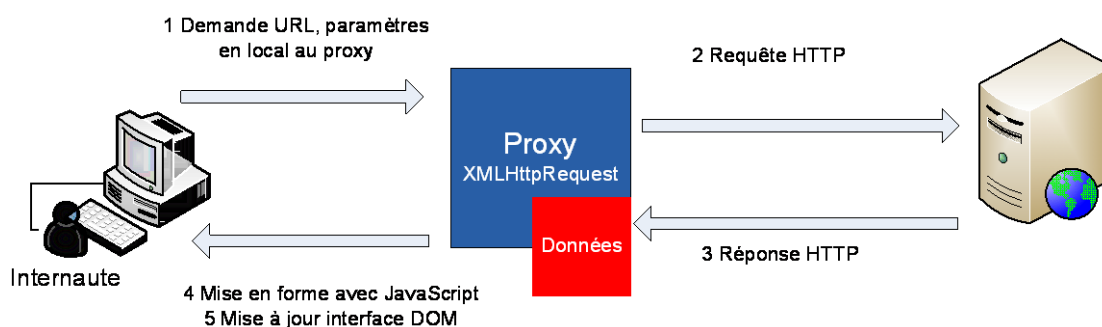 1 Demande URL, paramètres
en local au proxy
2 Requête HTTP
Proxy
XMLHttpRequest
Données
3 Réponse HTTP
Internaute
4 Mise en forme avec JavaScript
5 Mise à jour interface DOM